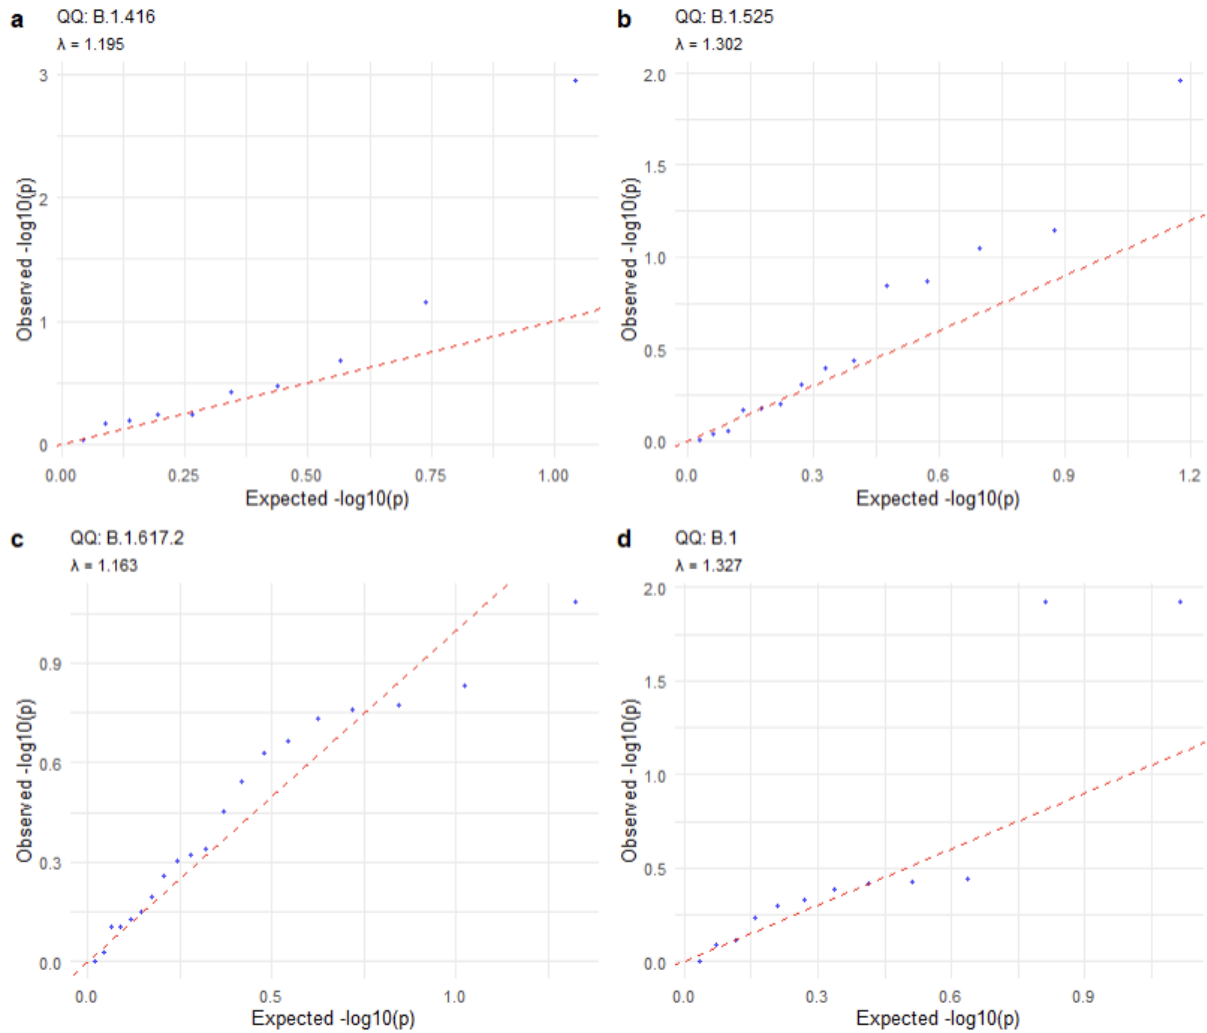 a
QQ: B.1.416
λ = 1.195
3
2
1
0
Observed -log10(p)
0.00 0.25 0.50 0.75 1.00
Expected -log10(p)
b
QQ: B.1.525
λ = 1.302
2.0
1.5
1.0
0.5
0.0
Observed -log10(p)
0.0 0.3 0.6 0.9 1.2
Expected -log10(p)
c
QQ: B.1.617.2
λ = 1.163
0.9
0.6
0.3
0.0
Observed -log10(p)
0.0 0.5 1.0
Expected -log10(p)
d
QQ: B.1
λ = 1.327
2.0
1.5
1.0
0.5
0.0
Observed -log10(p)
0.0 0.3 0.6 0.9
Expected -log10(p)